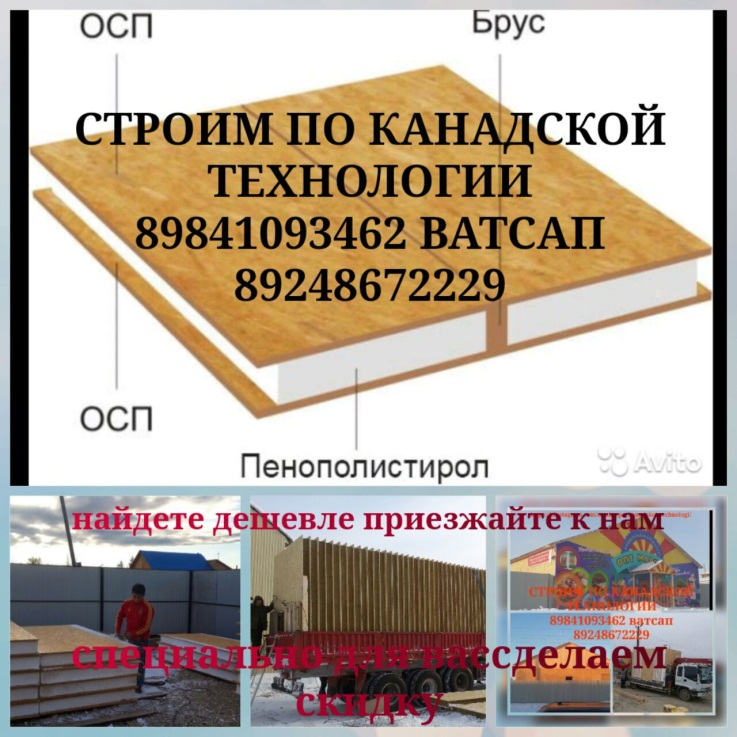 ОСП
Брус
СТРОИМ ПО КАНАДСКОЙ
ТЕХНОЛОГИИ
89841093462 ВАТСАП
89248672229
ОСП
Пенополистирол
Avito
найдете дешевле приезжайте к нам
СТРОИМ ПО КАНАДСКОЙ
ТЕХНОЛОГИИ
89841093462 ватсап
89248672229
специально для вассделаем
скидку